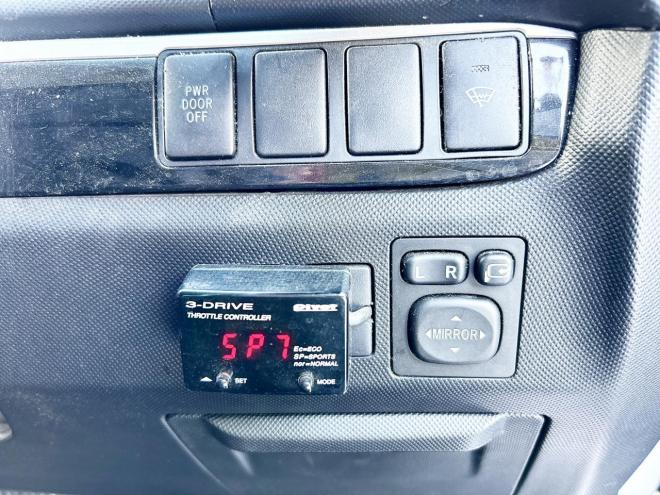 PWR
DOOR
OFF
L R
3-DRIVE
THROTTLE CONTROLLER
SP7
Ec=ECO
SP=SPORTS
nor=NORMAL
SET
MODE
MIRROR